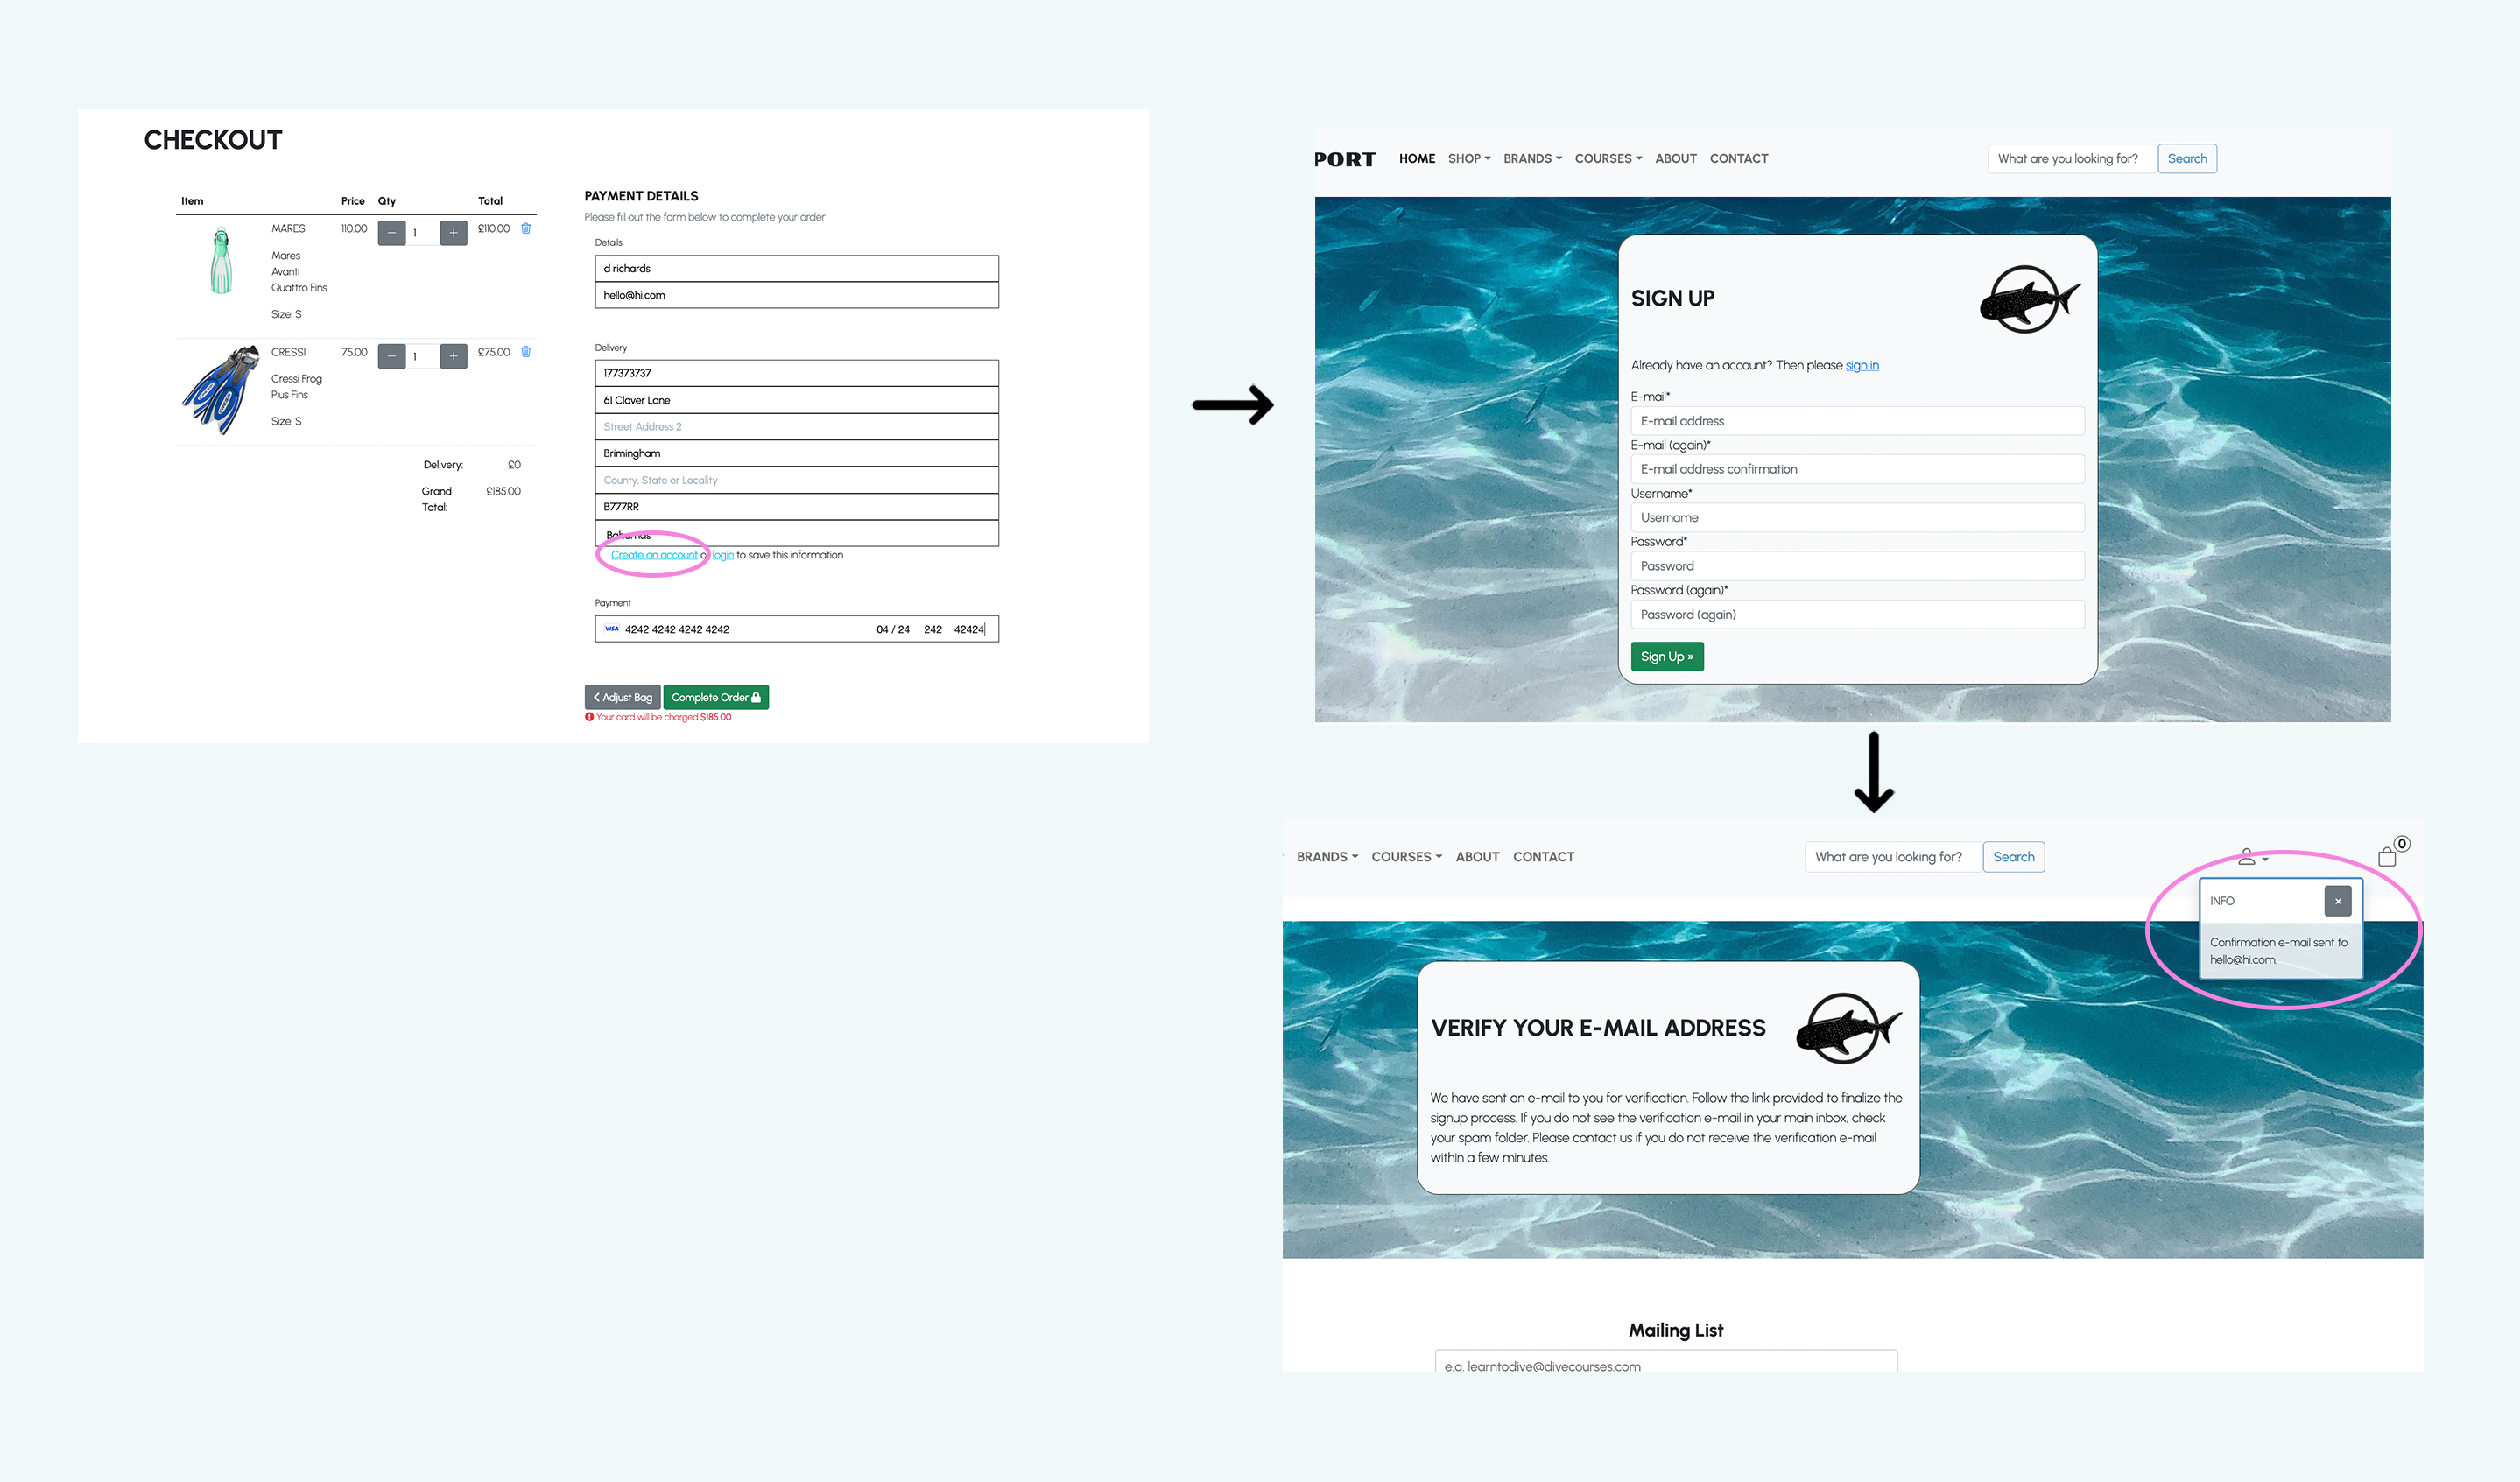 CHECKOUT
Item Price Qty Total
MARES 110.00 − 1 + £110.00
Mares
Avanti
Quattro Fins
Size: S
CRESSI 75.00 − 1 + £75.00
Cressi Frog
Plus Fins
Size: S
Delivery: £0
Grand £185.00
Total:
PAYMENT DETAILS
Please fill out the form below to complete your order
Details
d richards
hello@hi.com
Delivery
177373737
61 Clover Lane
Street Address 2
Brimingham
County, State or Locality
B777RR
Bahamas
Create an account or login to save this information
Payment
VISA 4242 4242 4242 4242 04 / 24 242 42424
Adjust Bag Complete Order
Your card will be charged $185.00
PORT HOME SHOP BRANDS COURSES ABOUT CONTACT What are you looking for? Search
SIGN UP
Already have an account? Then please sign in.
E-mail*
E-mail address
E-mail (again)*
E-mail address confirmation
Username*
Username
Password*
Password
Password (again)*
Password (again)
Sign Up »
BRANDS COURSES ABOUT CONTACT What are you looking for? Search 0
INFO ×
Confirmation e-mail sent to
hello@hi.com.
VERIFY YOUR E-MAIL ADDRESS
We have sent an e-mail to you for verification. Follow the link provided to finalize the
signup process. If you do not see the verification e-mail in your main inbox, check
your spam folder. Please contact us if you do not receive the verification e-mail
within a few minutes.
Mailing List
e.g. learntodive@divecourses.com